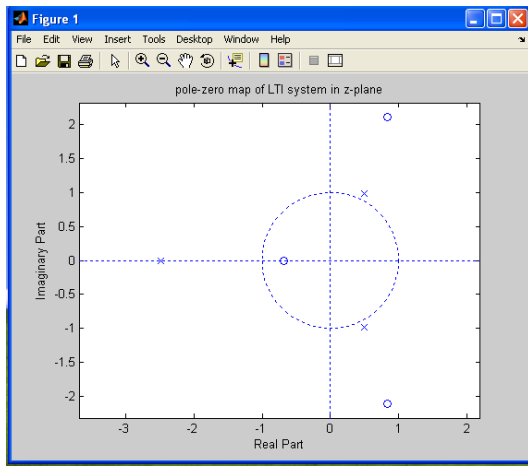 Figure 1
File Edit View Insert Tools Desktop Window Help
pole-zero map of LTI system in z-plane
2
1.5
1
0.5
0
-0.5
-1
-1.5
-2
Imaginary Part
-3 -2 -1 0 1 2
Real Part